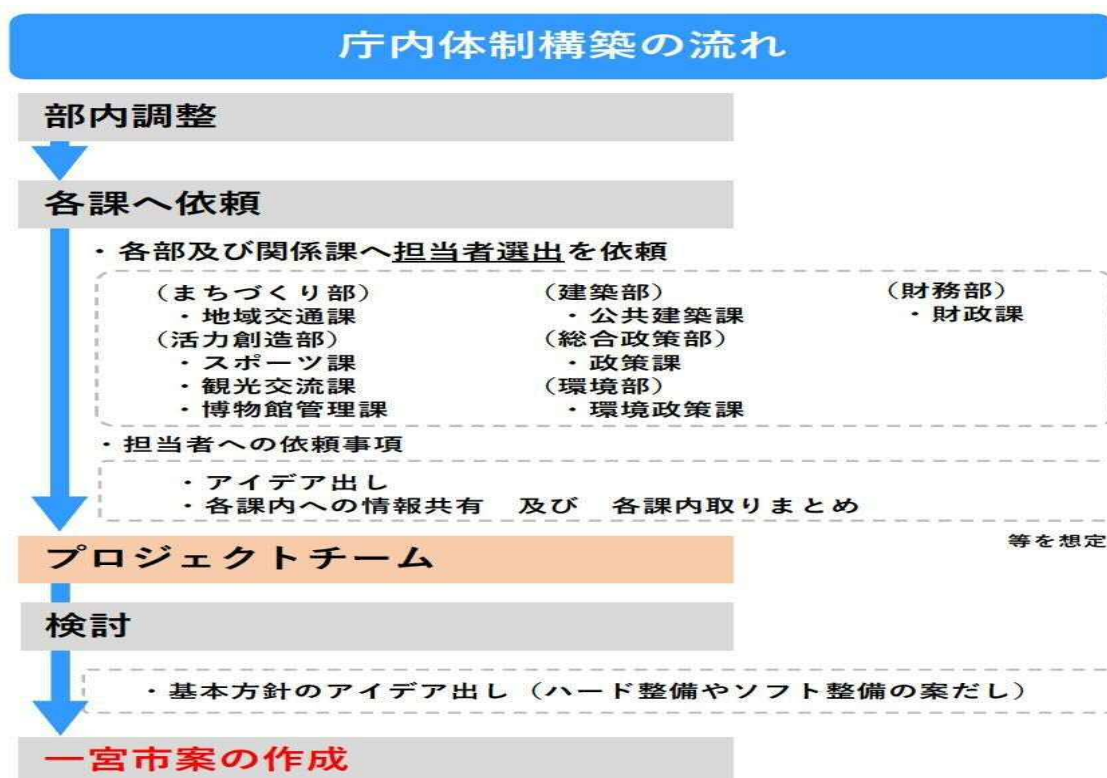 庁内体制構築の流れ
部内調整
各課へ依頼
・各部及び関係課へ担当者選出を依頼
（まちづくり部）
・地域交通課
（活力創造部）
・スポーツ課
・観光交流課
・博物館管理課
（建築部）
・公共建築課
（総合政策部）
・政策課
（環境部）
・環境政策課
（財務部）
・財政課
・担当者への依頼事項
・アイデア出し
・各課内への情報共有　及び　各課内取りまとめ
等を想定
プロジェクトチーム
検討
・基本方針のアイデア出し（ハード整備やソフト整備の案だし）
一宮市案の作成